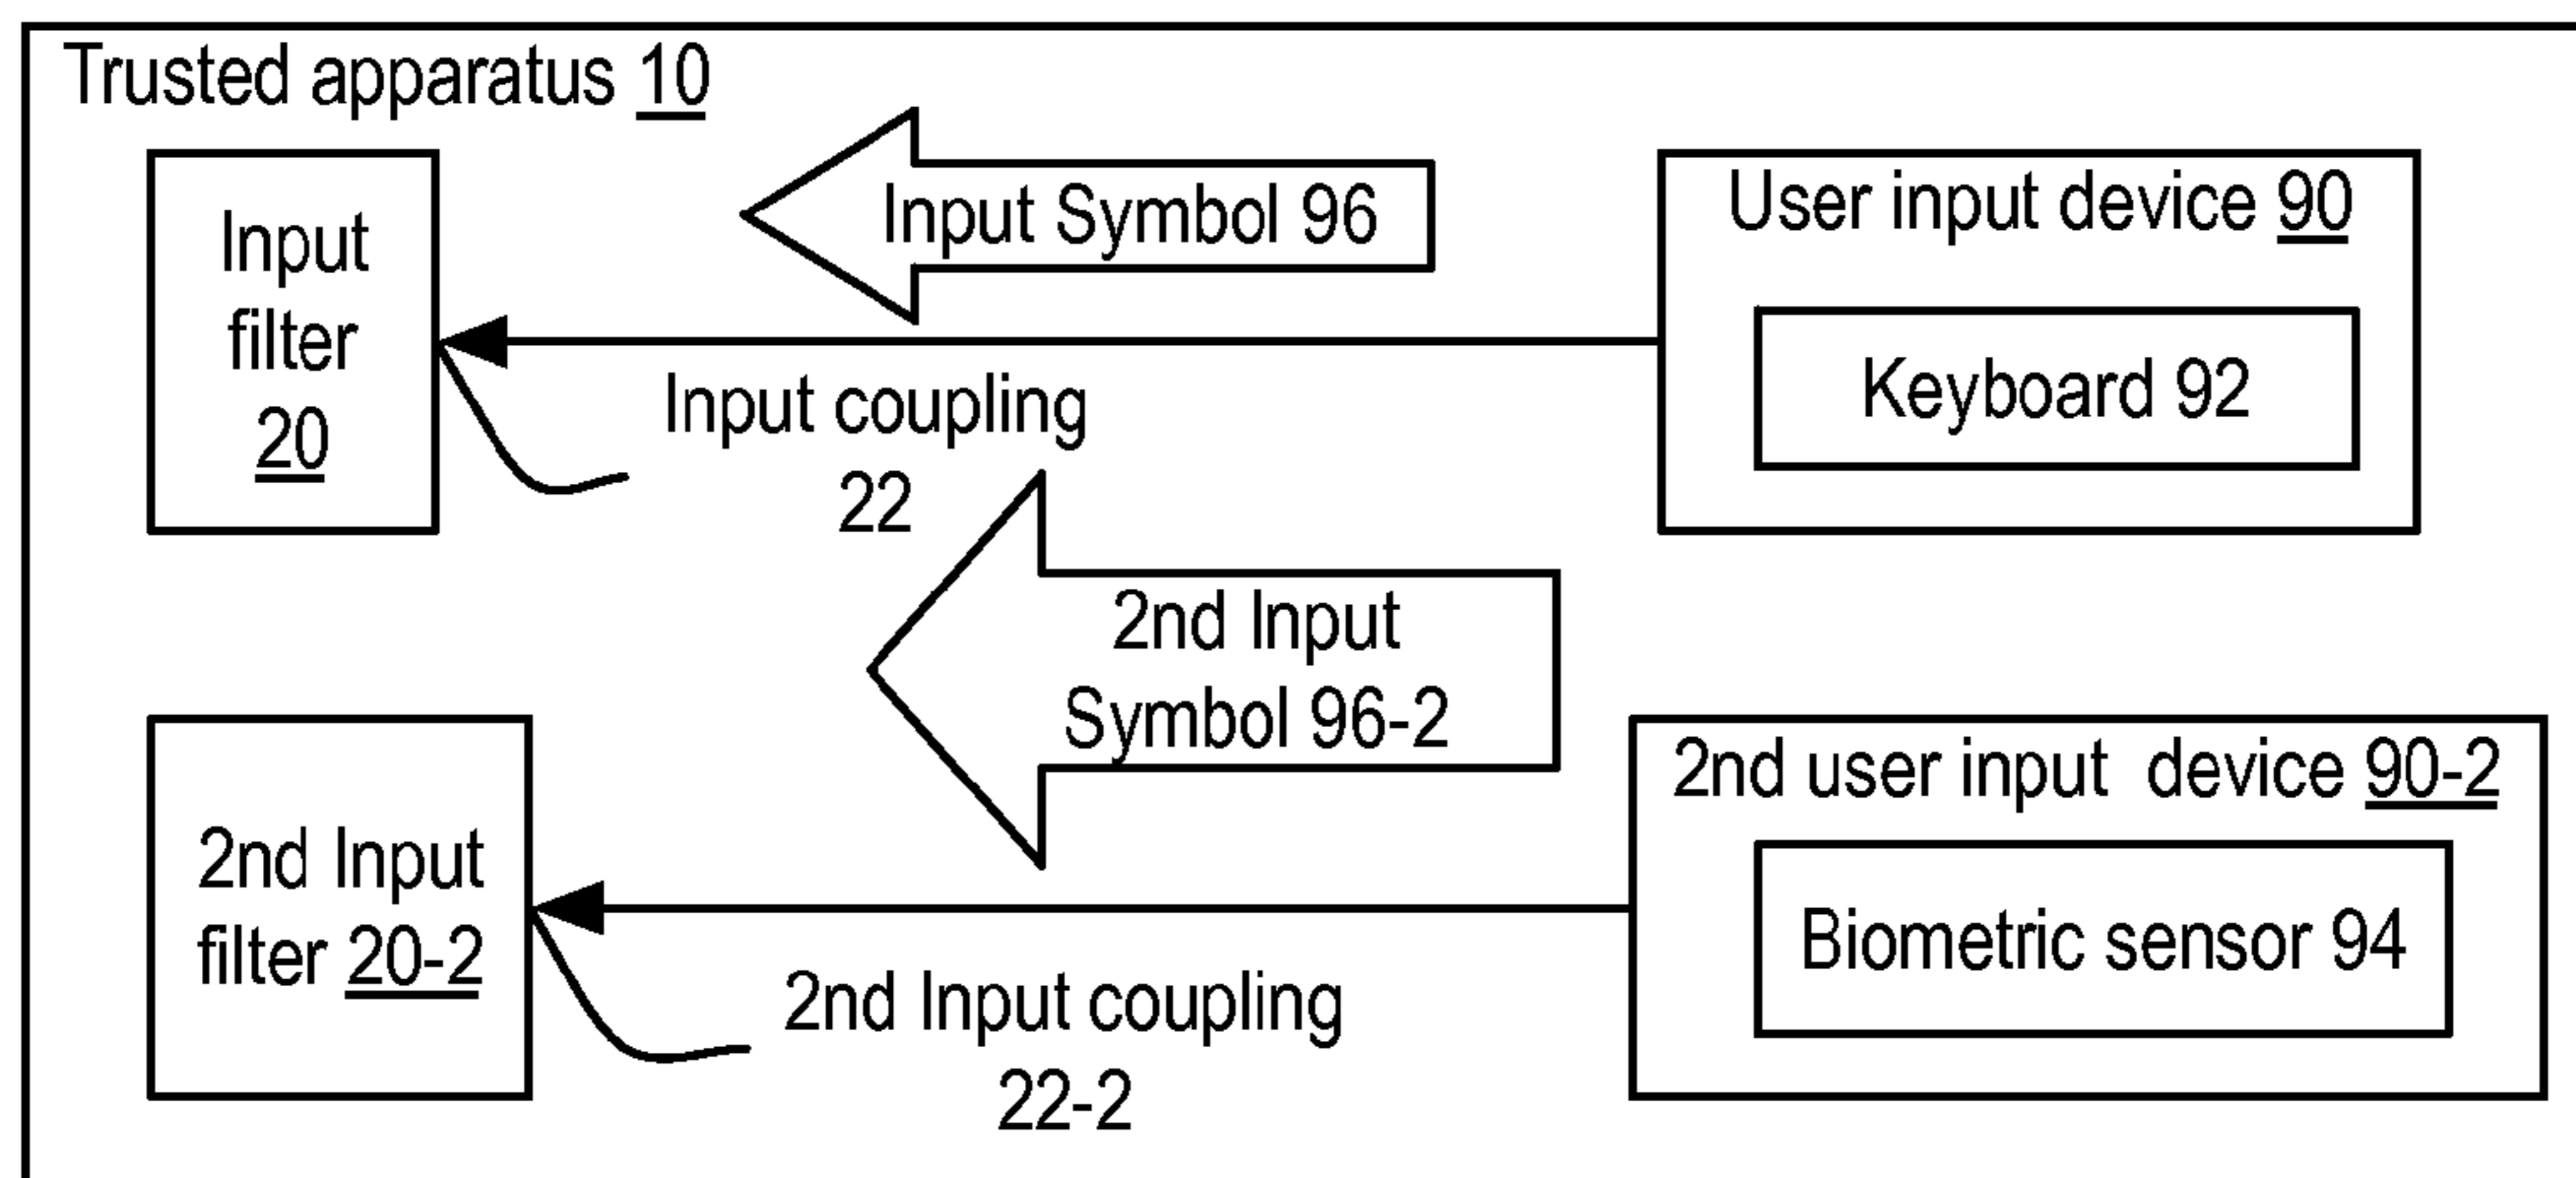 Trusted apparatus 10
Input
filter
20
Input Symbol 96
User input device 90
Keyboard 92
Input coupling
22
2nd Input
Symbol 96-2
2nd Input
filter 20-2
2nd user input device 90-2
Biometric sensor 94
2nd Input coupling
22-2